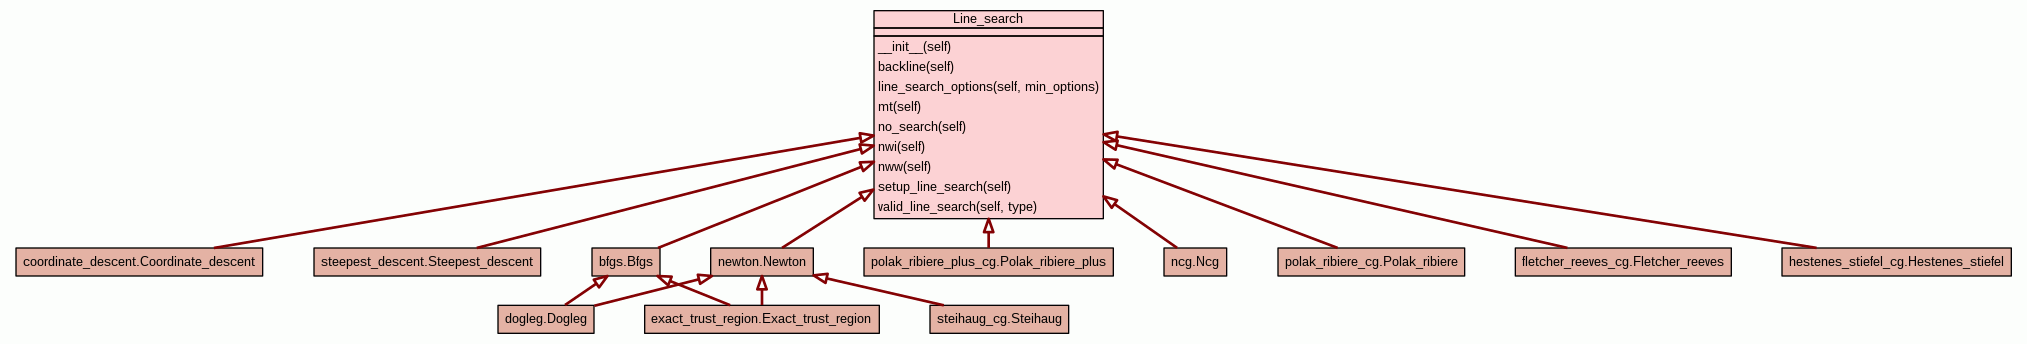 Line_search
__init__(self)
backline(self)
line_search_options(self, min_options)
mt(self)
no_search(self)
nwi(self)
nww(self)
setup_line_search(self)
valid_line_search(self, type)
coordinate_descent.Coordinate_descent
steepest_descent.Steepest_descent
bfgs.Bfgs
newton.Newton
polak_ribiere_plus_cg.Polak_ribiere_plus
ncg.Ncg
polak_ribiere_cg.Polak_ribiere
fletcher_reeves_cg.Fletcher_reeves
hestenes_stiefel_cg.Hestenes_stiefel
dogleg.Dogleg
exact_trust_region.Exact_trust_region
steihaug_cg.Steihaug